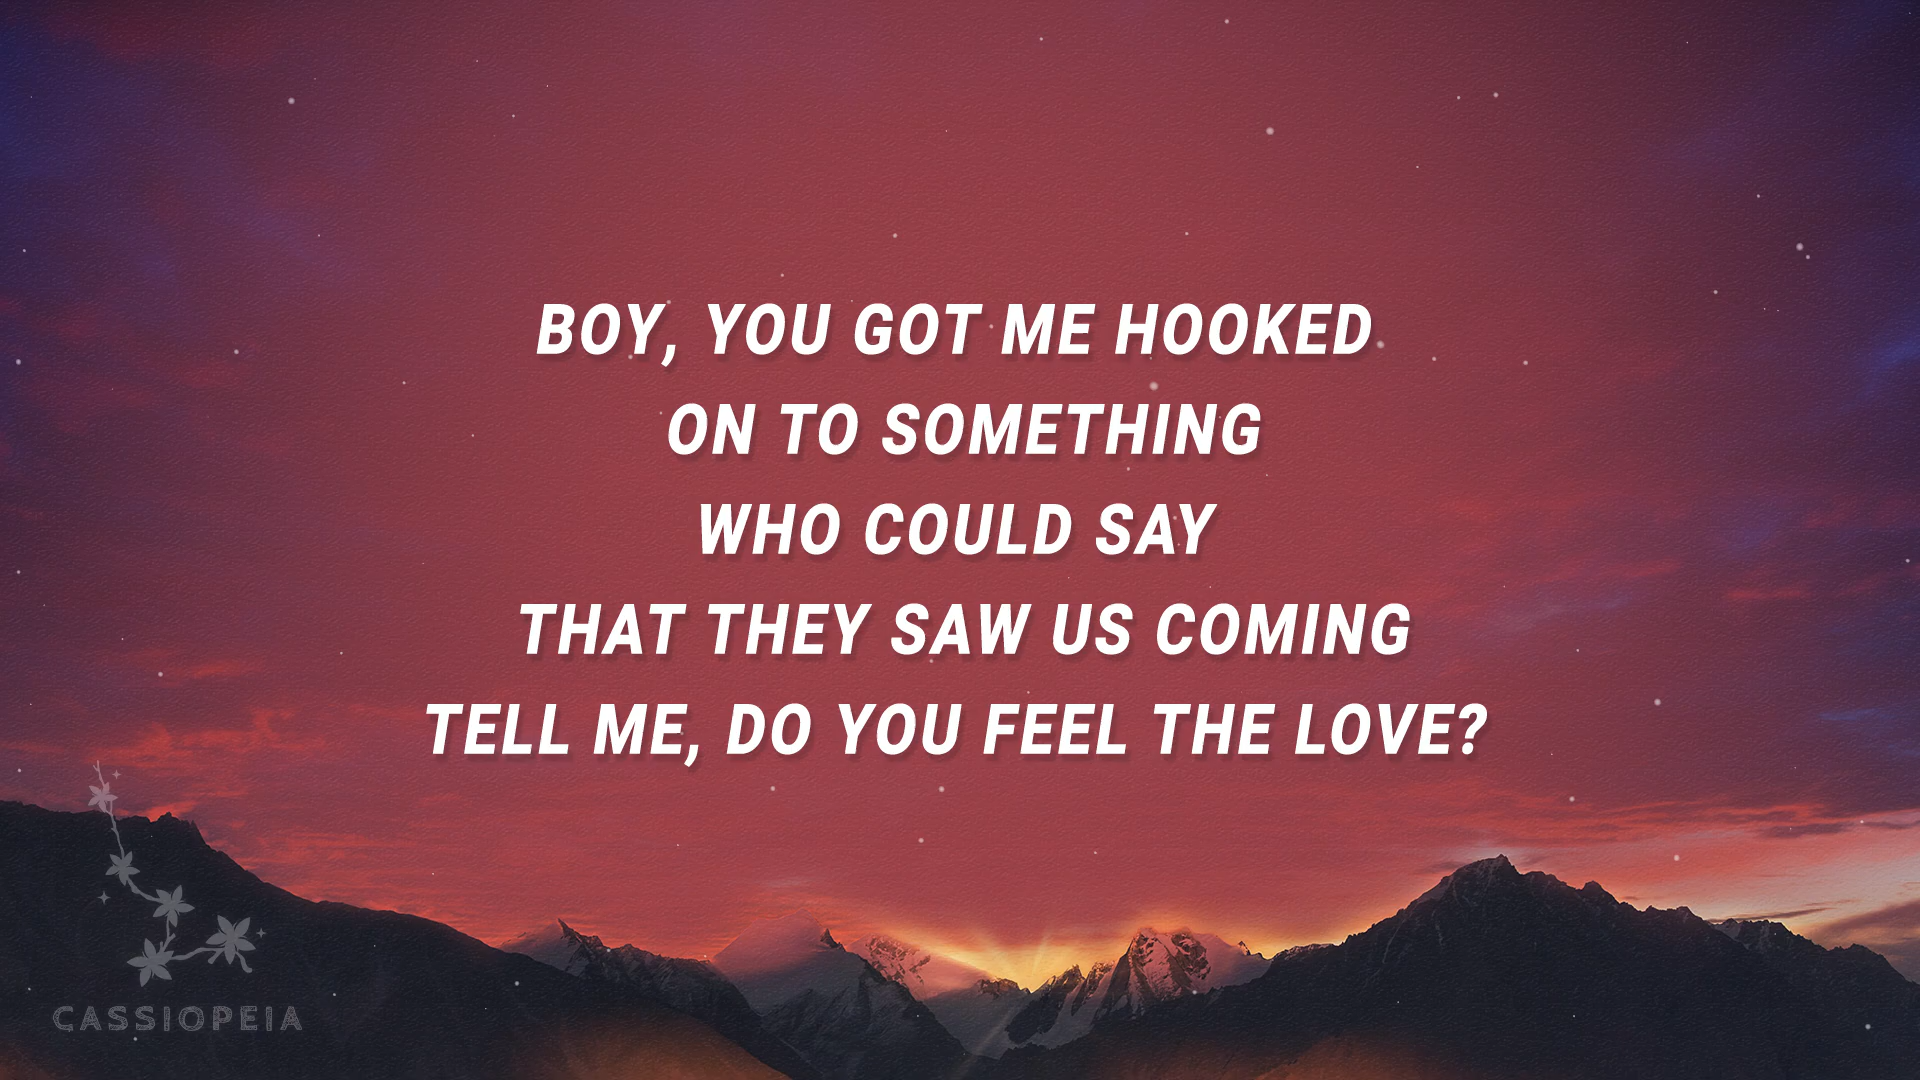 BOY, YOU GOT ME HOOKED
ON TO SOMETHING
WHO COULD SAY
THAT THEY SAW US COMING
TELL ME, DO YOU FEEL THE LOVE?
CASSIOPEIA